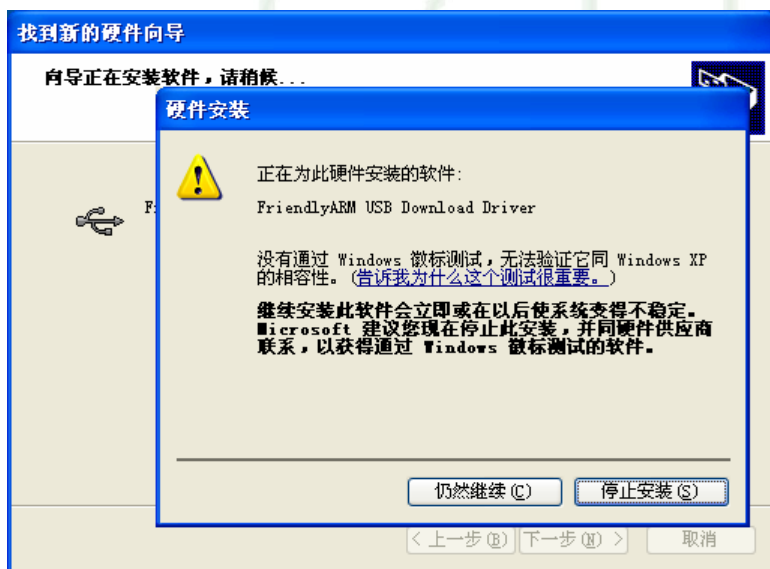 找到新的硬件向导
向导正在安装软件，请稍候...
硬件安装
正在为此硬件安装的软件:
FriendlyARM USB Download Driver
没有通过 Windows 徽标测试，无法验证它同 Windows XP
的相容性。(告诉我为什么这个测试很重要。)
继续安装此软件会立即或在以后使系统变得不稳定。
Microsoft 建议您现在停止此安装，并同硬件供应商
联系，以获得通过 Windows 徽标测试的软件。
仍然继续(C)
停止安装(S)
< 上一步(B)
下一步(N) >
取消